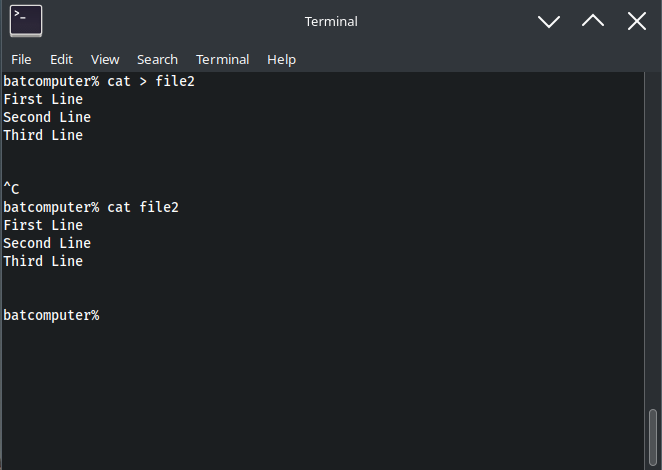 >_
Terminal
File Edit View Search Terminal Help
batcomputer% cat > file2
First Line
Second Line
Third Line
^C
batcomputer% cat file2
First Line
Second Line
Third Line
batcomputer%